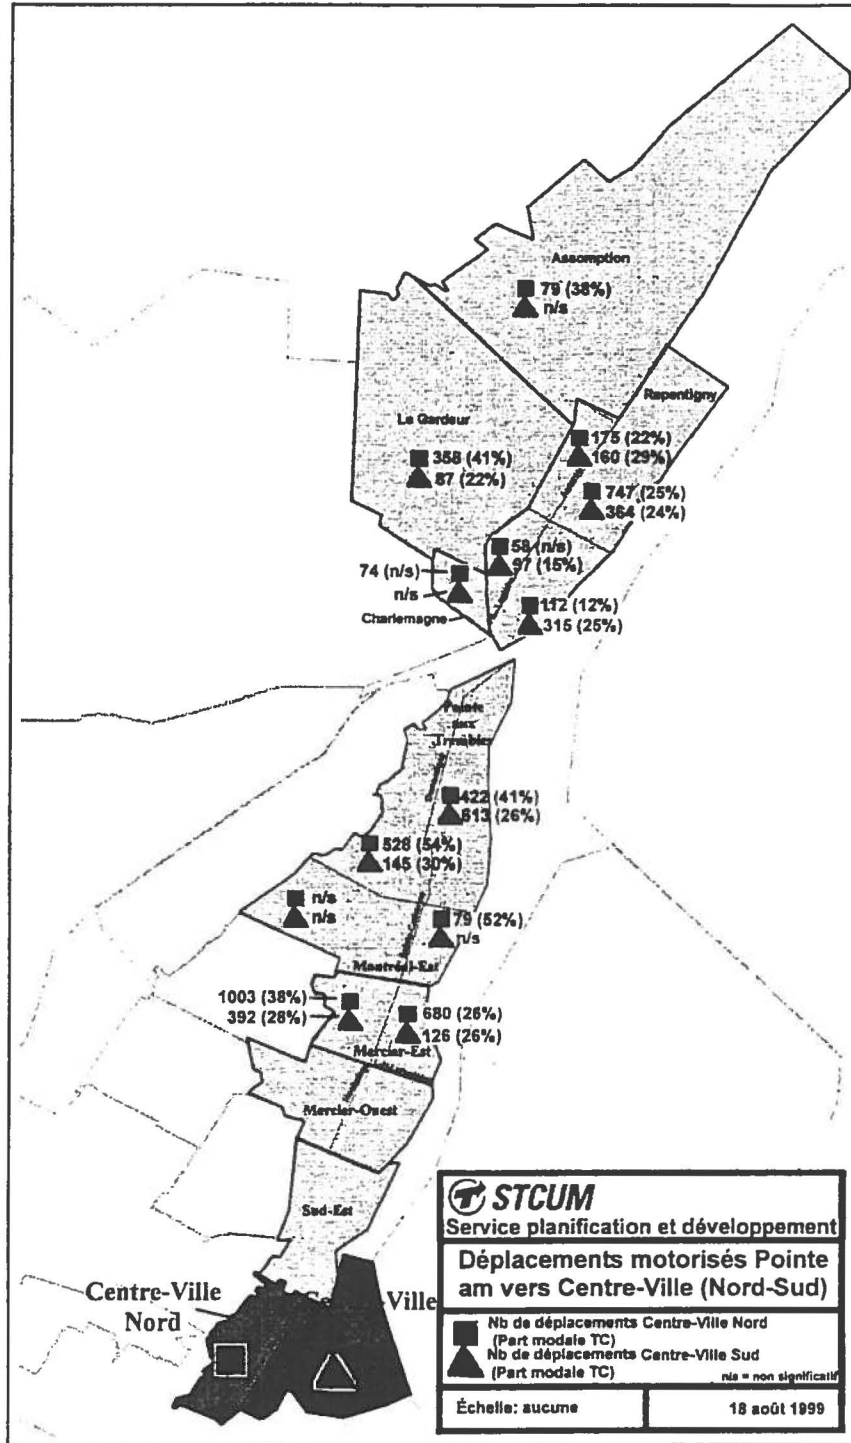 Assomption
79 (38%)
n/s
Repentigny
Le Gardeur
175 (22%)
160 (29%)
358 (41%)
87 (22%)
747 (25%)
364 (24%)
58 (n/s)
97 (15%)
74 (n/s)
n/s
Charlemagne
112 (12%)
315 (25%)
Pointe
aux
Trembles
422 (41%)
613 (26%)
528 (54%)
145 (30%)
n/s
n/s
79 (52%)
n/s
Montréal-Est
1003 (38%)
392 (28%)
680 (26%)
126 (26%)
Mercier-Est
Mercier-Ouest
Sud-Est
Centre-Ville
Nord
Ville
STCUM
Service planification et développement
Déplacements motorisés Pointe
am vers Centre-Ville (Nord-Sud)
Nb de déplacements Centre-Ville Nord
(Part modale TC)
Nb de déplacements Centre-Ville Sud
(Part modale TC)
n/s = non significatif
Échelle: aucune
18 août 1999